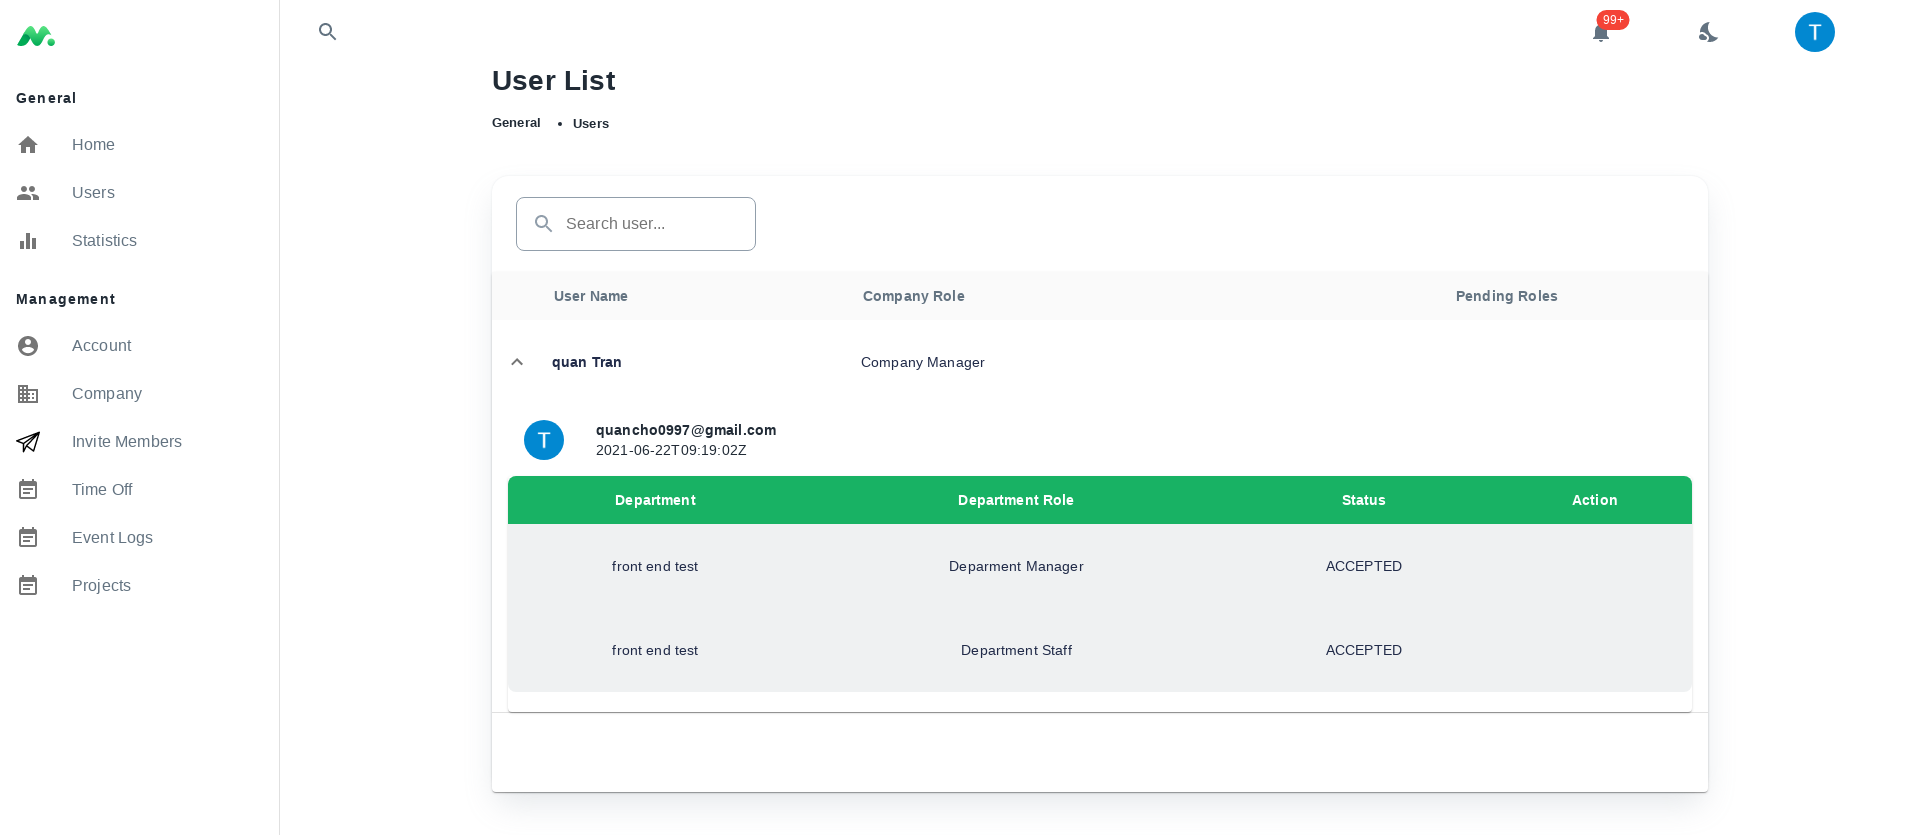 99+
T
General
Home
Users
Statistics
Management
Account
Company
Invite Members
Time Off
Event Logs
Projects
User List
General • Users
Search user...
User Name Company Role Pending Roles
quan Tran Company Manager
T
quancho0997@gmail.com
2021-06-22T09:19:02Z
Department Department Role Status Action
front end test Deparment Manager ACCEPTED
front end test Department Staff ACCEPTED